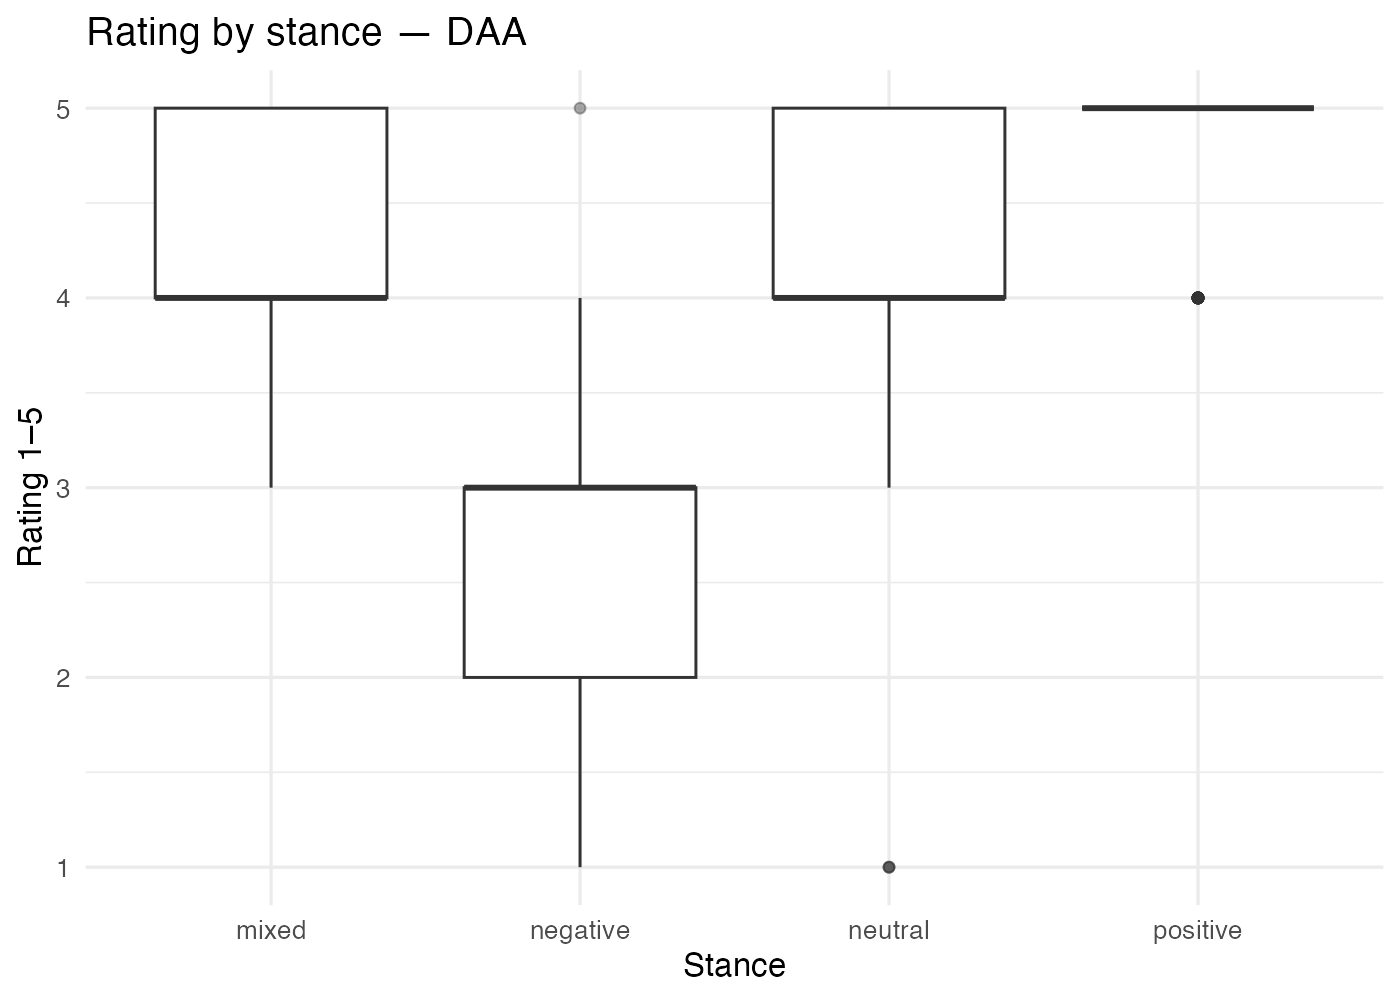 Rating by stance — DAA
Rating 1–5
5
4
3
2
1
mixed negative neutral positive
Stance